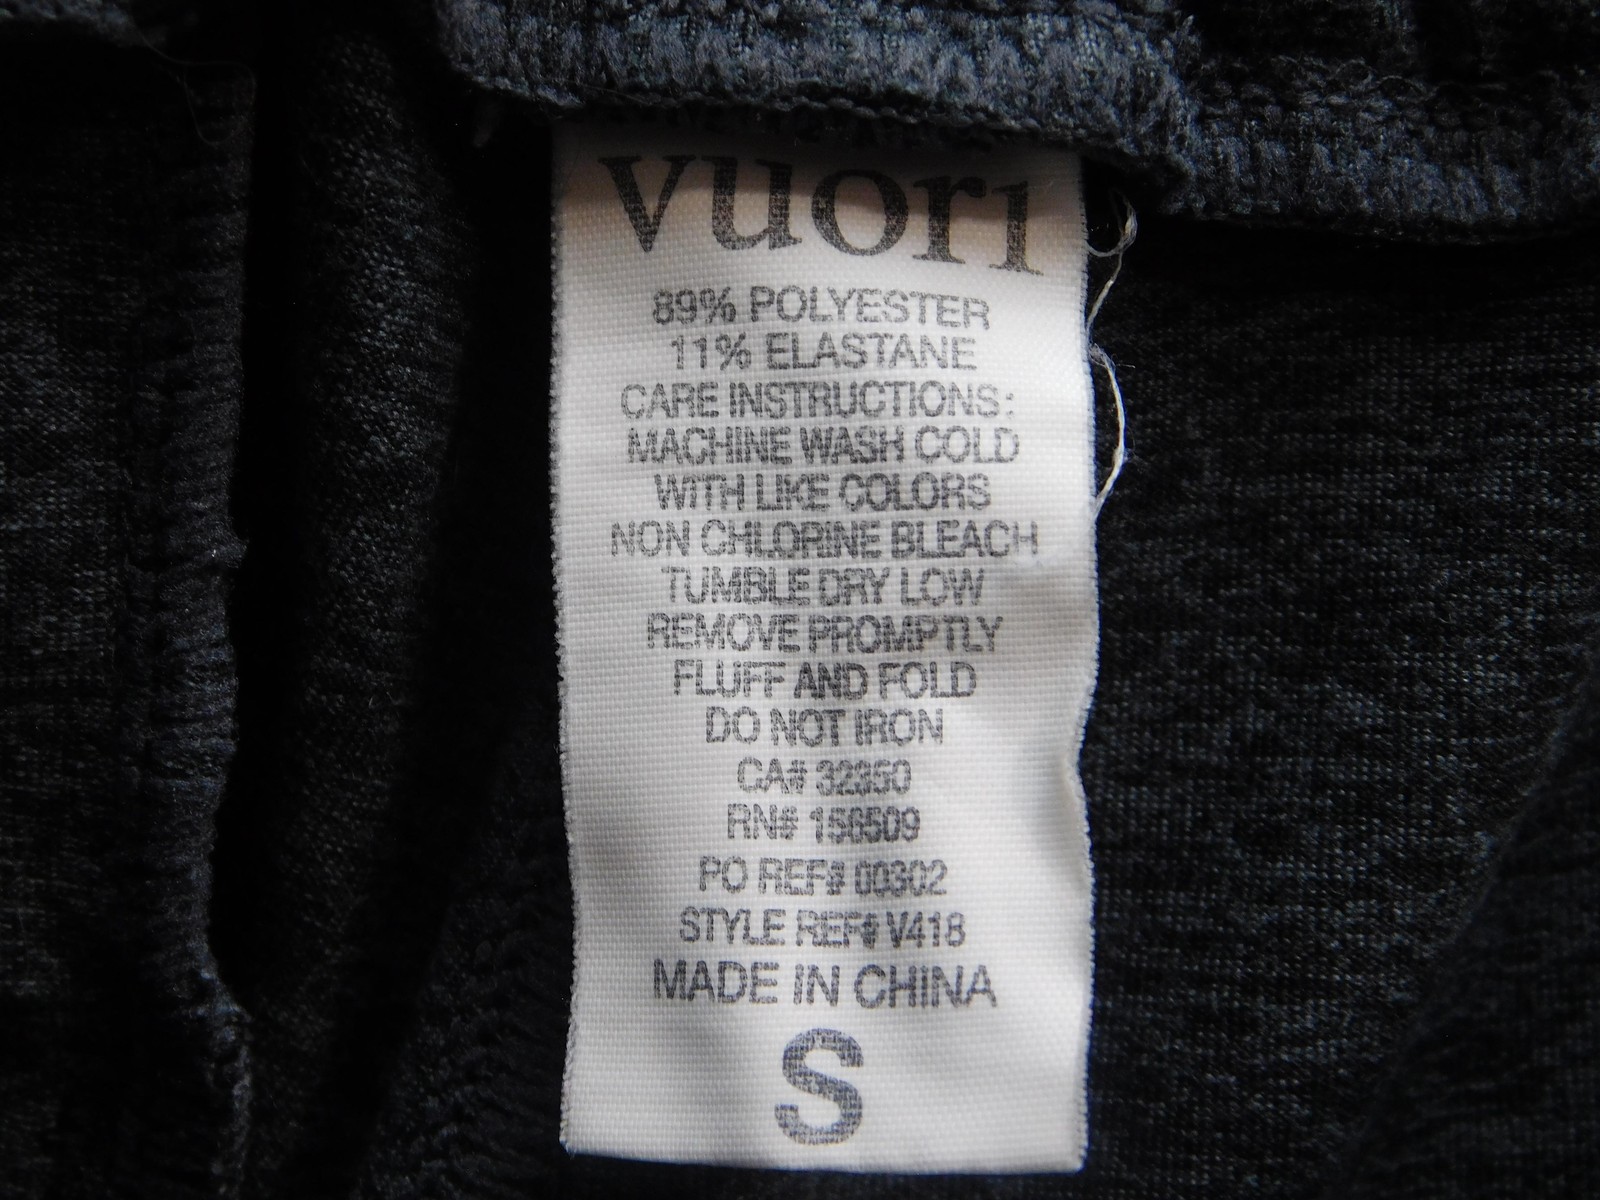 vuori
89% POLYESTER
11% ELASTANE
CARE INSTRUCTIONS:
MACHINE WASH COLD
WITH LIKE COLORS
NON CHLORINE BLEACH
TUMBLE DRY LOW
REMOVE PROMPTLY
FLUFF AND FOLD
DO NOT IRON
CA# 32350
RN# 156509
PO REF# 00302
STYLE REF# V418
MADE IN CHINA
S